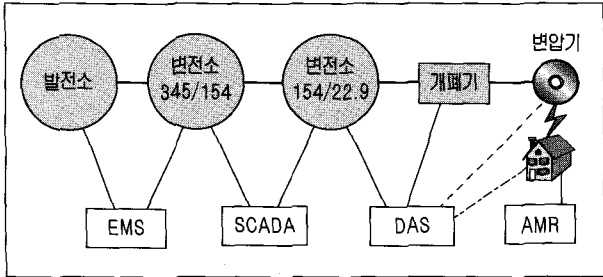 변압기
발전소
변전소
345/154
변전소
154/22.9
개폐기
EMS
SCADA
DAS
AMR